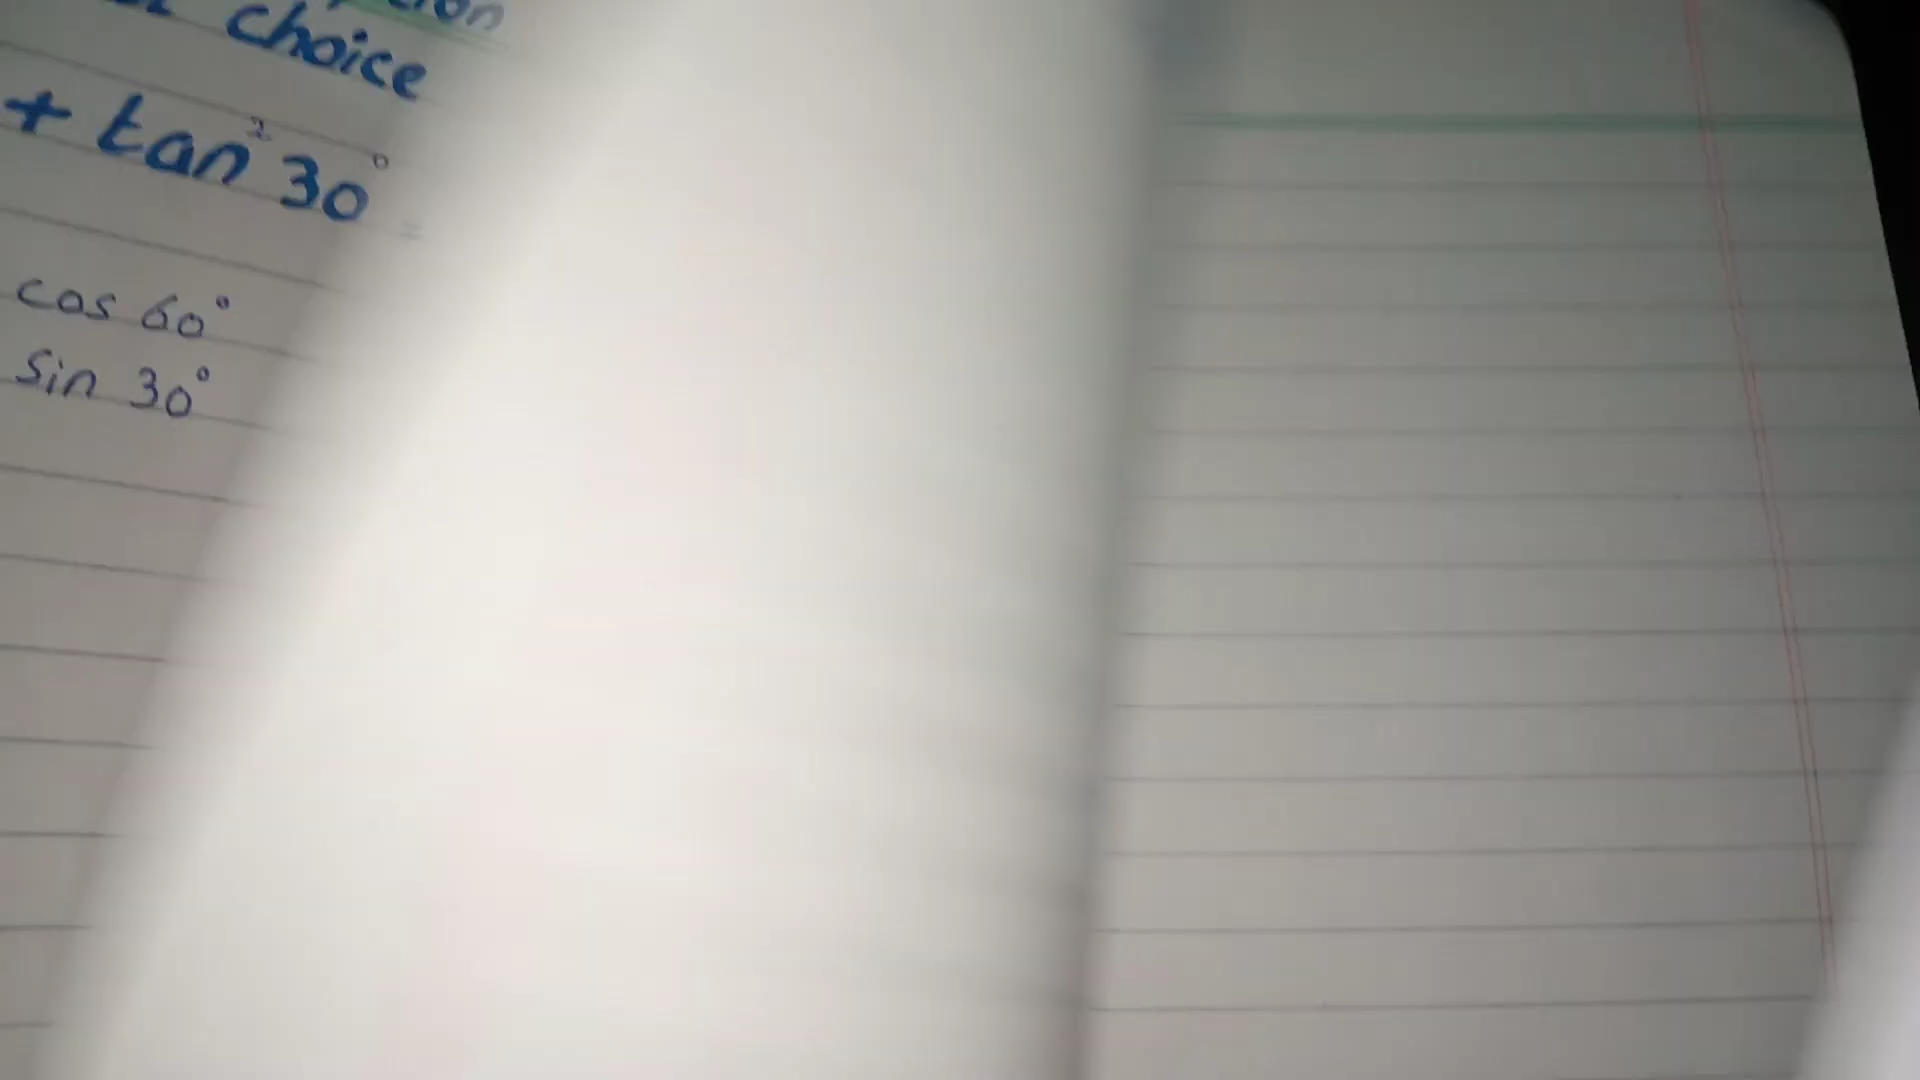 choice
+ tan² 30° =
cos 60°
sin 30°